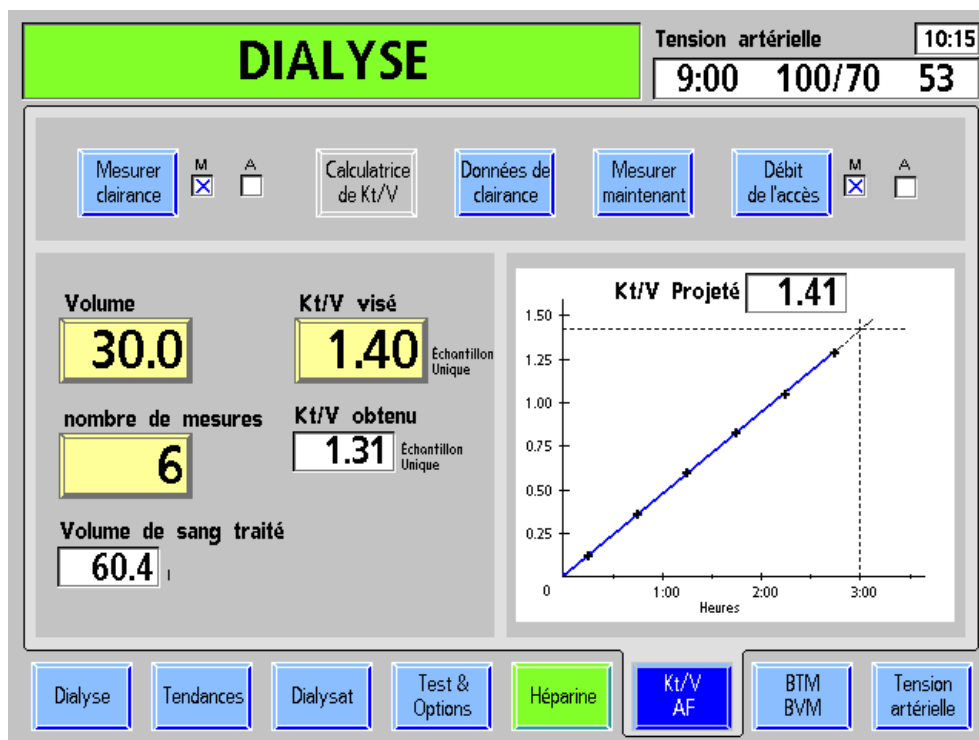 DIALYSE
Tension artérielle
10:15
9:00 100/70 53
Mesurer
clairance
M
A
Calculatrice
de Kt/V
Données de
clairance
Mesurer
maintenant
Débit
de l'accès
M
A
Volume
30.0
Kt/V visé
1.40
Échantillon
Unique
nombre de mesures
6
Kt/V obtenu
1.31
Échantillon
Unique
Volume de sang traité
60.4 l
Kt/V Projeté 1.41
1.50
1.25
1.00
0.75
0.50
0.25
0
1:00
2:00
3:00
Heures
Dialyse
Tendances
Dialysat
Test &
Options
Héparine
Kt/V
AF
BTM
BVM
Tension
artérielle